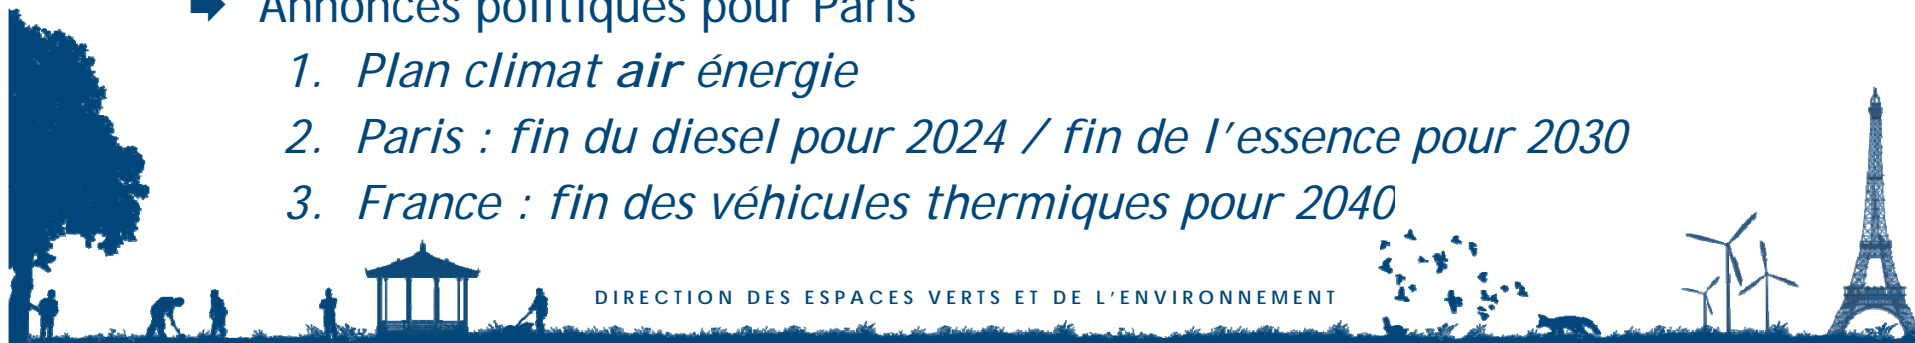 ➨ Annonces politiques pour Paris
1. Plan climat air énergie
2. Paris : fin du diesel pour 2024 / fin de l’essence pour 2030
3. France : fin des véhicules thermiques pour 2040
DIRECTION DES ESPACES VERTS ET DE L’ENVIRONNEMENT